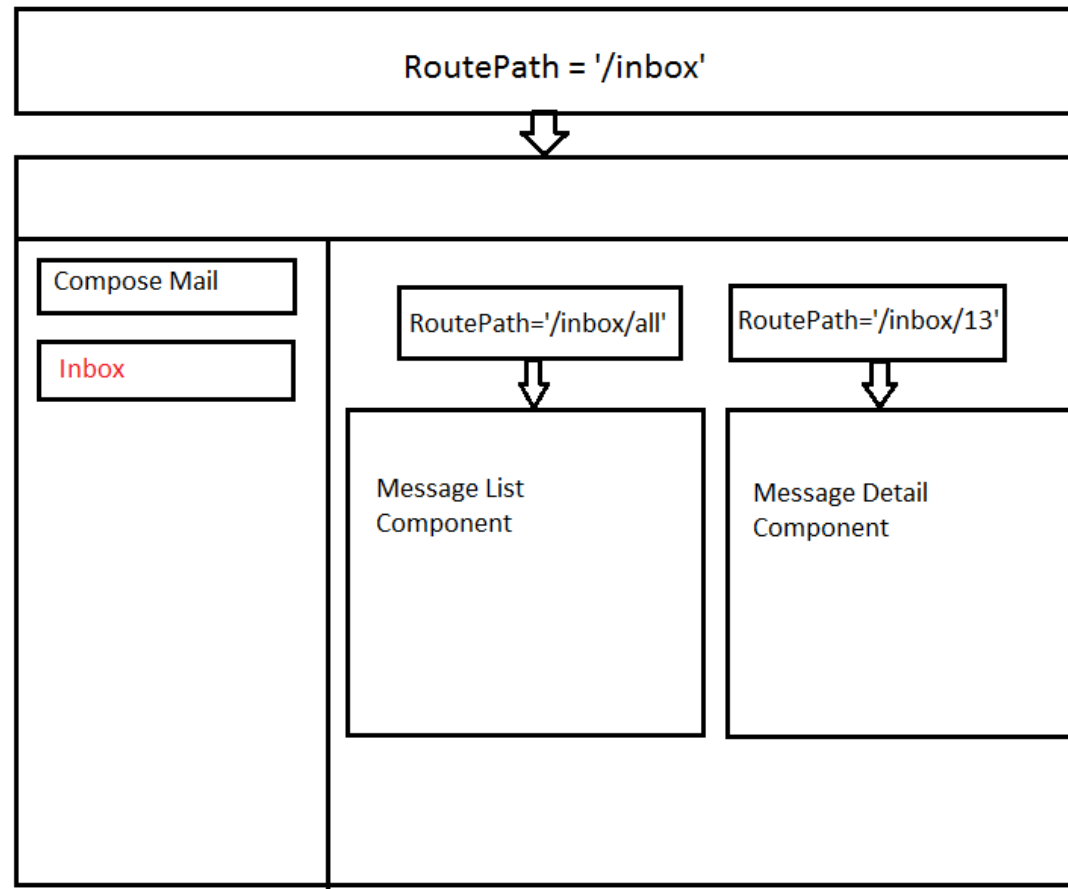 RoutePath = '/inbox'
Compose Mail
Inbox
RoutePath='/inbox/all'
RoutePath='/inbox/13'
Message List
Component
Message Detail
Component